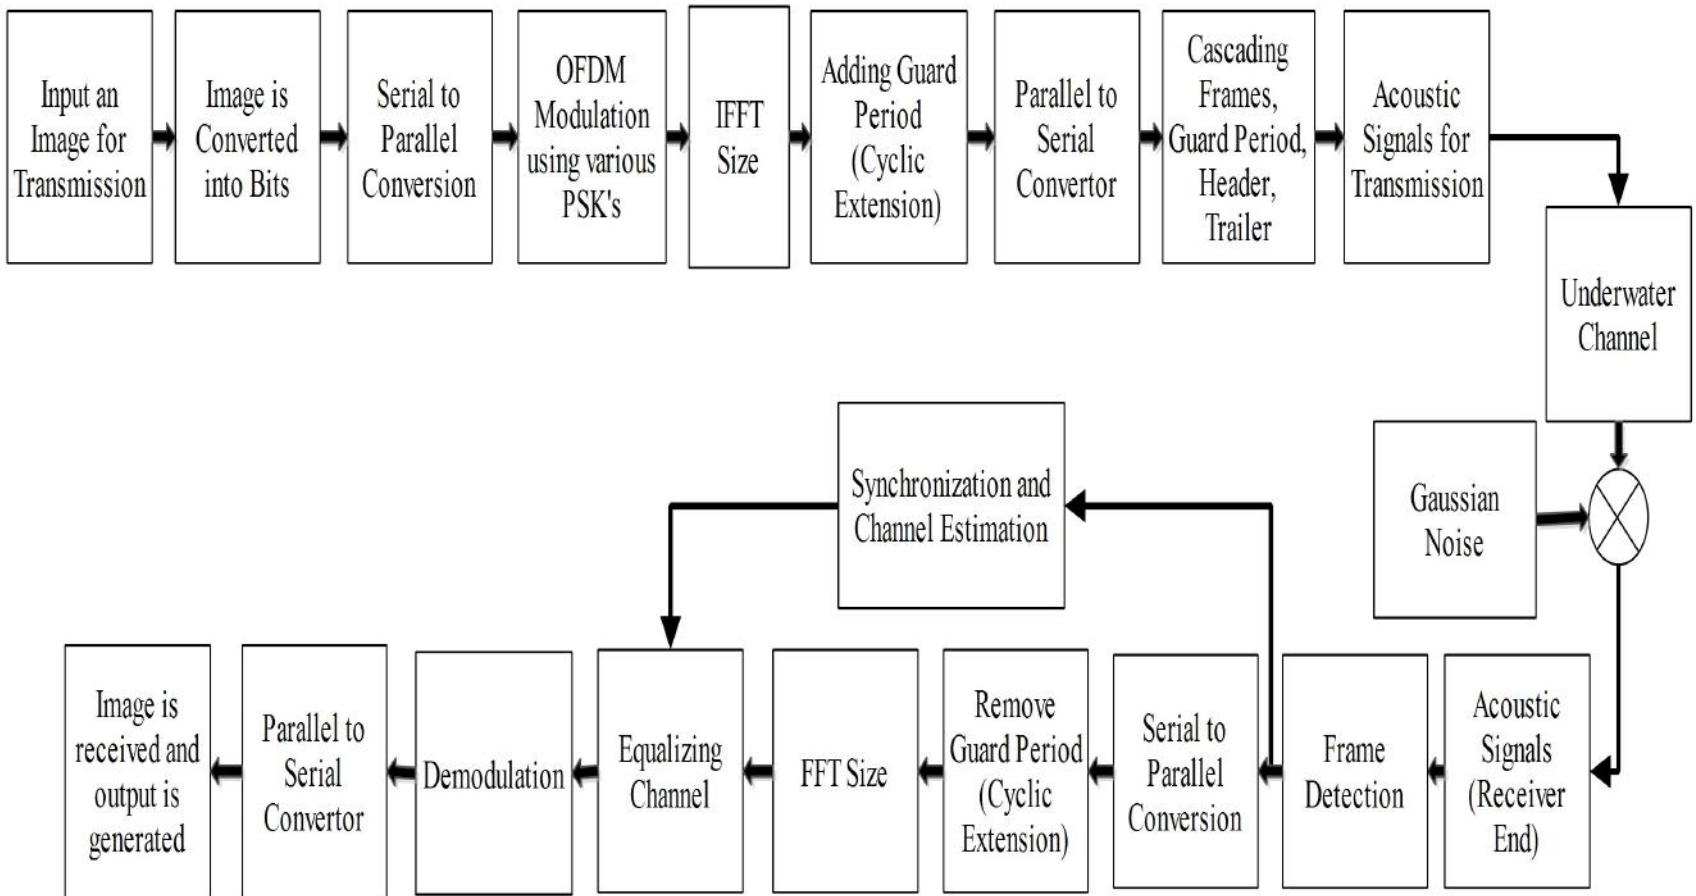 Input an
Image for
Transmission
Image is
Converted
into Bits
Serial to
Parallel
Conversion
OFDM
Modulation
using various
PSK's
IFFT
Size
Adding Guard
Period
(Cyclic
Extension)
Parallel to
Serial
Convertor
Cascading
Frames,
Guard Period,
Header,
Trailer
Acoustic
Signals for
Transmission
Underwater
Channel
Gaussian
Noise
Synchronization and
Channel Estimation
Image is
received and
output is
generated
Parallel to
Serial
Convertor
Demodulation
Equalizing
Channel
FFT Size
Remove
Guard Period
(Cyclic
Extension)
Serial to
Parallel
Conversion
Frame
Detection
Acoustic
Signals
(Receiver
End)